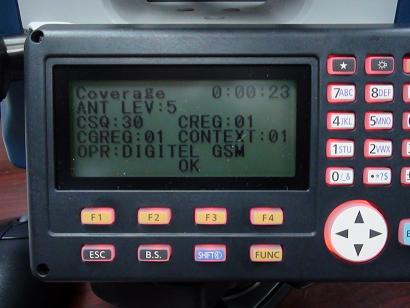 Coverage 0:00:23
ANT LEV:5
CSQ:30 CREG:01
CGREG:01 CONTEXT:01
OPR:DIGITEL GSM
OK
★
7ABC 8DEF
4JKL 5MNO
1STU 2VWX
0/_& •*?$
F1 F2 F3 F4
ESC B.S. SHIFT FUNC